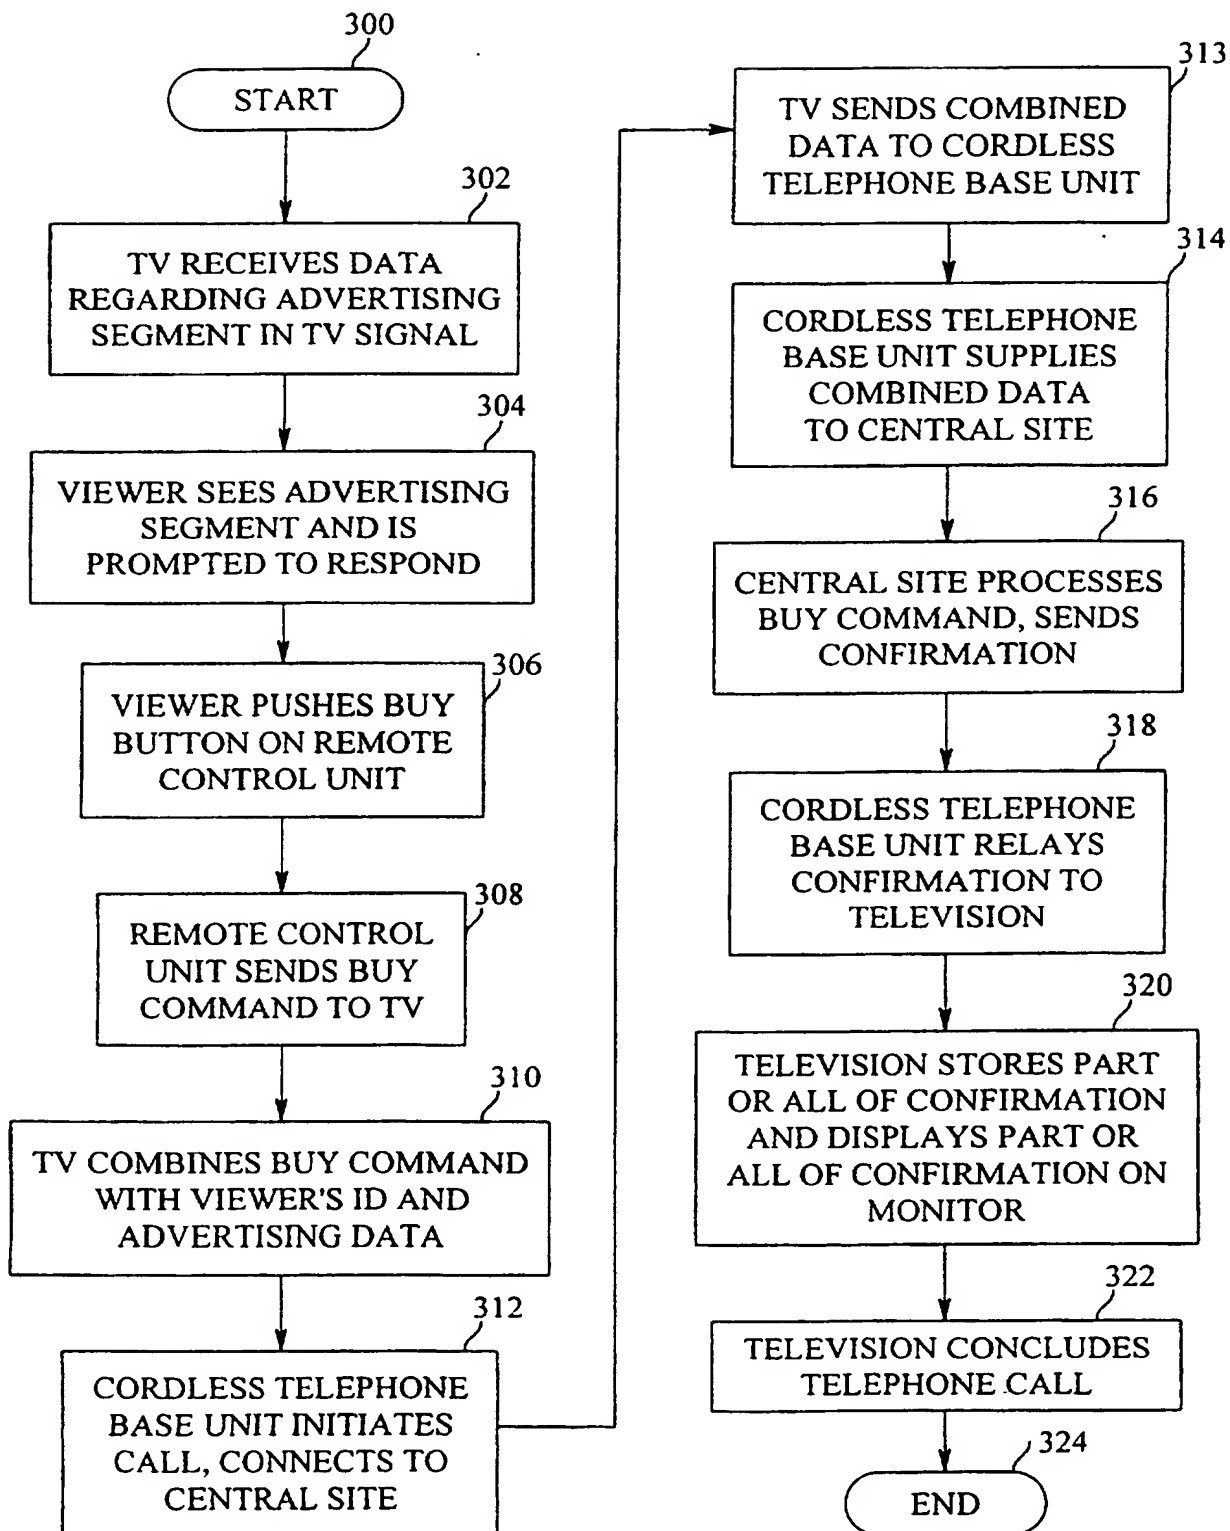 300
START
302
TV RECEIVES DATA
REGARDING ADVERTISING
SEGMENT IN TV SIGNAL
304
VIEWER SEES ADVERTISING
SEGMENT AND IS
PROMPTED TO RESPOND
306
VIEWER PUSHES BUY
BUTTON ON REMOTE
CONTROL UNIT
308
REMOTE CONTROL
UNIT SENDS BUY
COMMAND TO TV
310
TV COMBINES BUY COMMAND
WITH VIEWER'S ID AND
ADVERTISING DATA
312
CORDLESS TELEPHONE
BASE UNIT INITIATES
CALL, CONNECTS TO
CENTRAL SITE
313
TV SENDS COMBINED
DATA TO CORDLESS
TELEPHONE BASE UNIT
314
CORDLESS TELEPHONE
BASE UNIT SUPPLIES
COMBINED DATA
TO CENTRAL SITE
316
CENTRAL SITE PROCESSES
BUY COMMAND, SENDS
CONFIRMATION
318
CORDLESS TELEPHONE
BASE UNIT RELAYS
CONFIRMATION TO
TELEVISION
320
TELEVISION STORES PART
OR ALL OF CONFIRMATION
AND DISPLAYS PART OR
ALL OF CONFIRMATION ON
MONITOR
322
TELEVISION CONCLUDES
TELEPHONE CALL
324
END